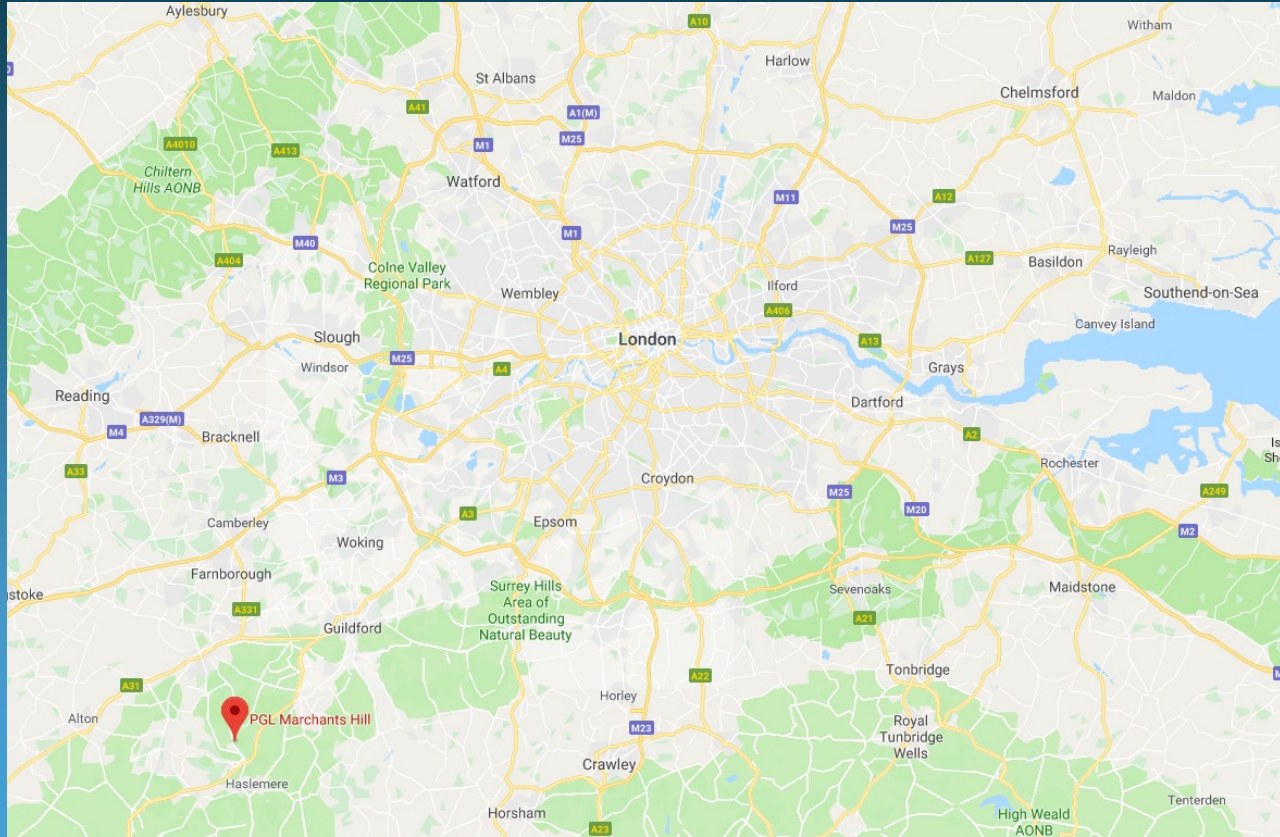 Aylesbury
A10
Witham
Harlow
St Albans
A41
Chelmsford
Maldon
A1(M)
M25
M1
A4010
A413
Chiltern
Hills AONB
Watford
M11
A12
M1
M25
M40
A404
A127
Rayleigh
Basildon
Colne Valley
Regional Park
Wembley
Ilford
Southend-on-Sea
A406
Canvey Island
Slough
London
A13
M25
Windsor
A4
Grays
Reading
Dartford
A329(M)
M4
Bracknell
A2
A33
Rochester
M3
Croydon
M25
A249
M20
A3
Camberley
Epsom
M2
Woking
Farnborough
stoke
Surrey Hills
Area of
Outstanding
Natural Beauty
Sevenoaks
Maidstone
A331
A21
Guildford
Tonbridge
A22
A31
Horley
Alton
PGL Marchants Hill
M23
Royal
Tunbridge
Wells
Crawley
Haslemere
Horsham
A23
High Weald
AONB
Tenterden